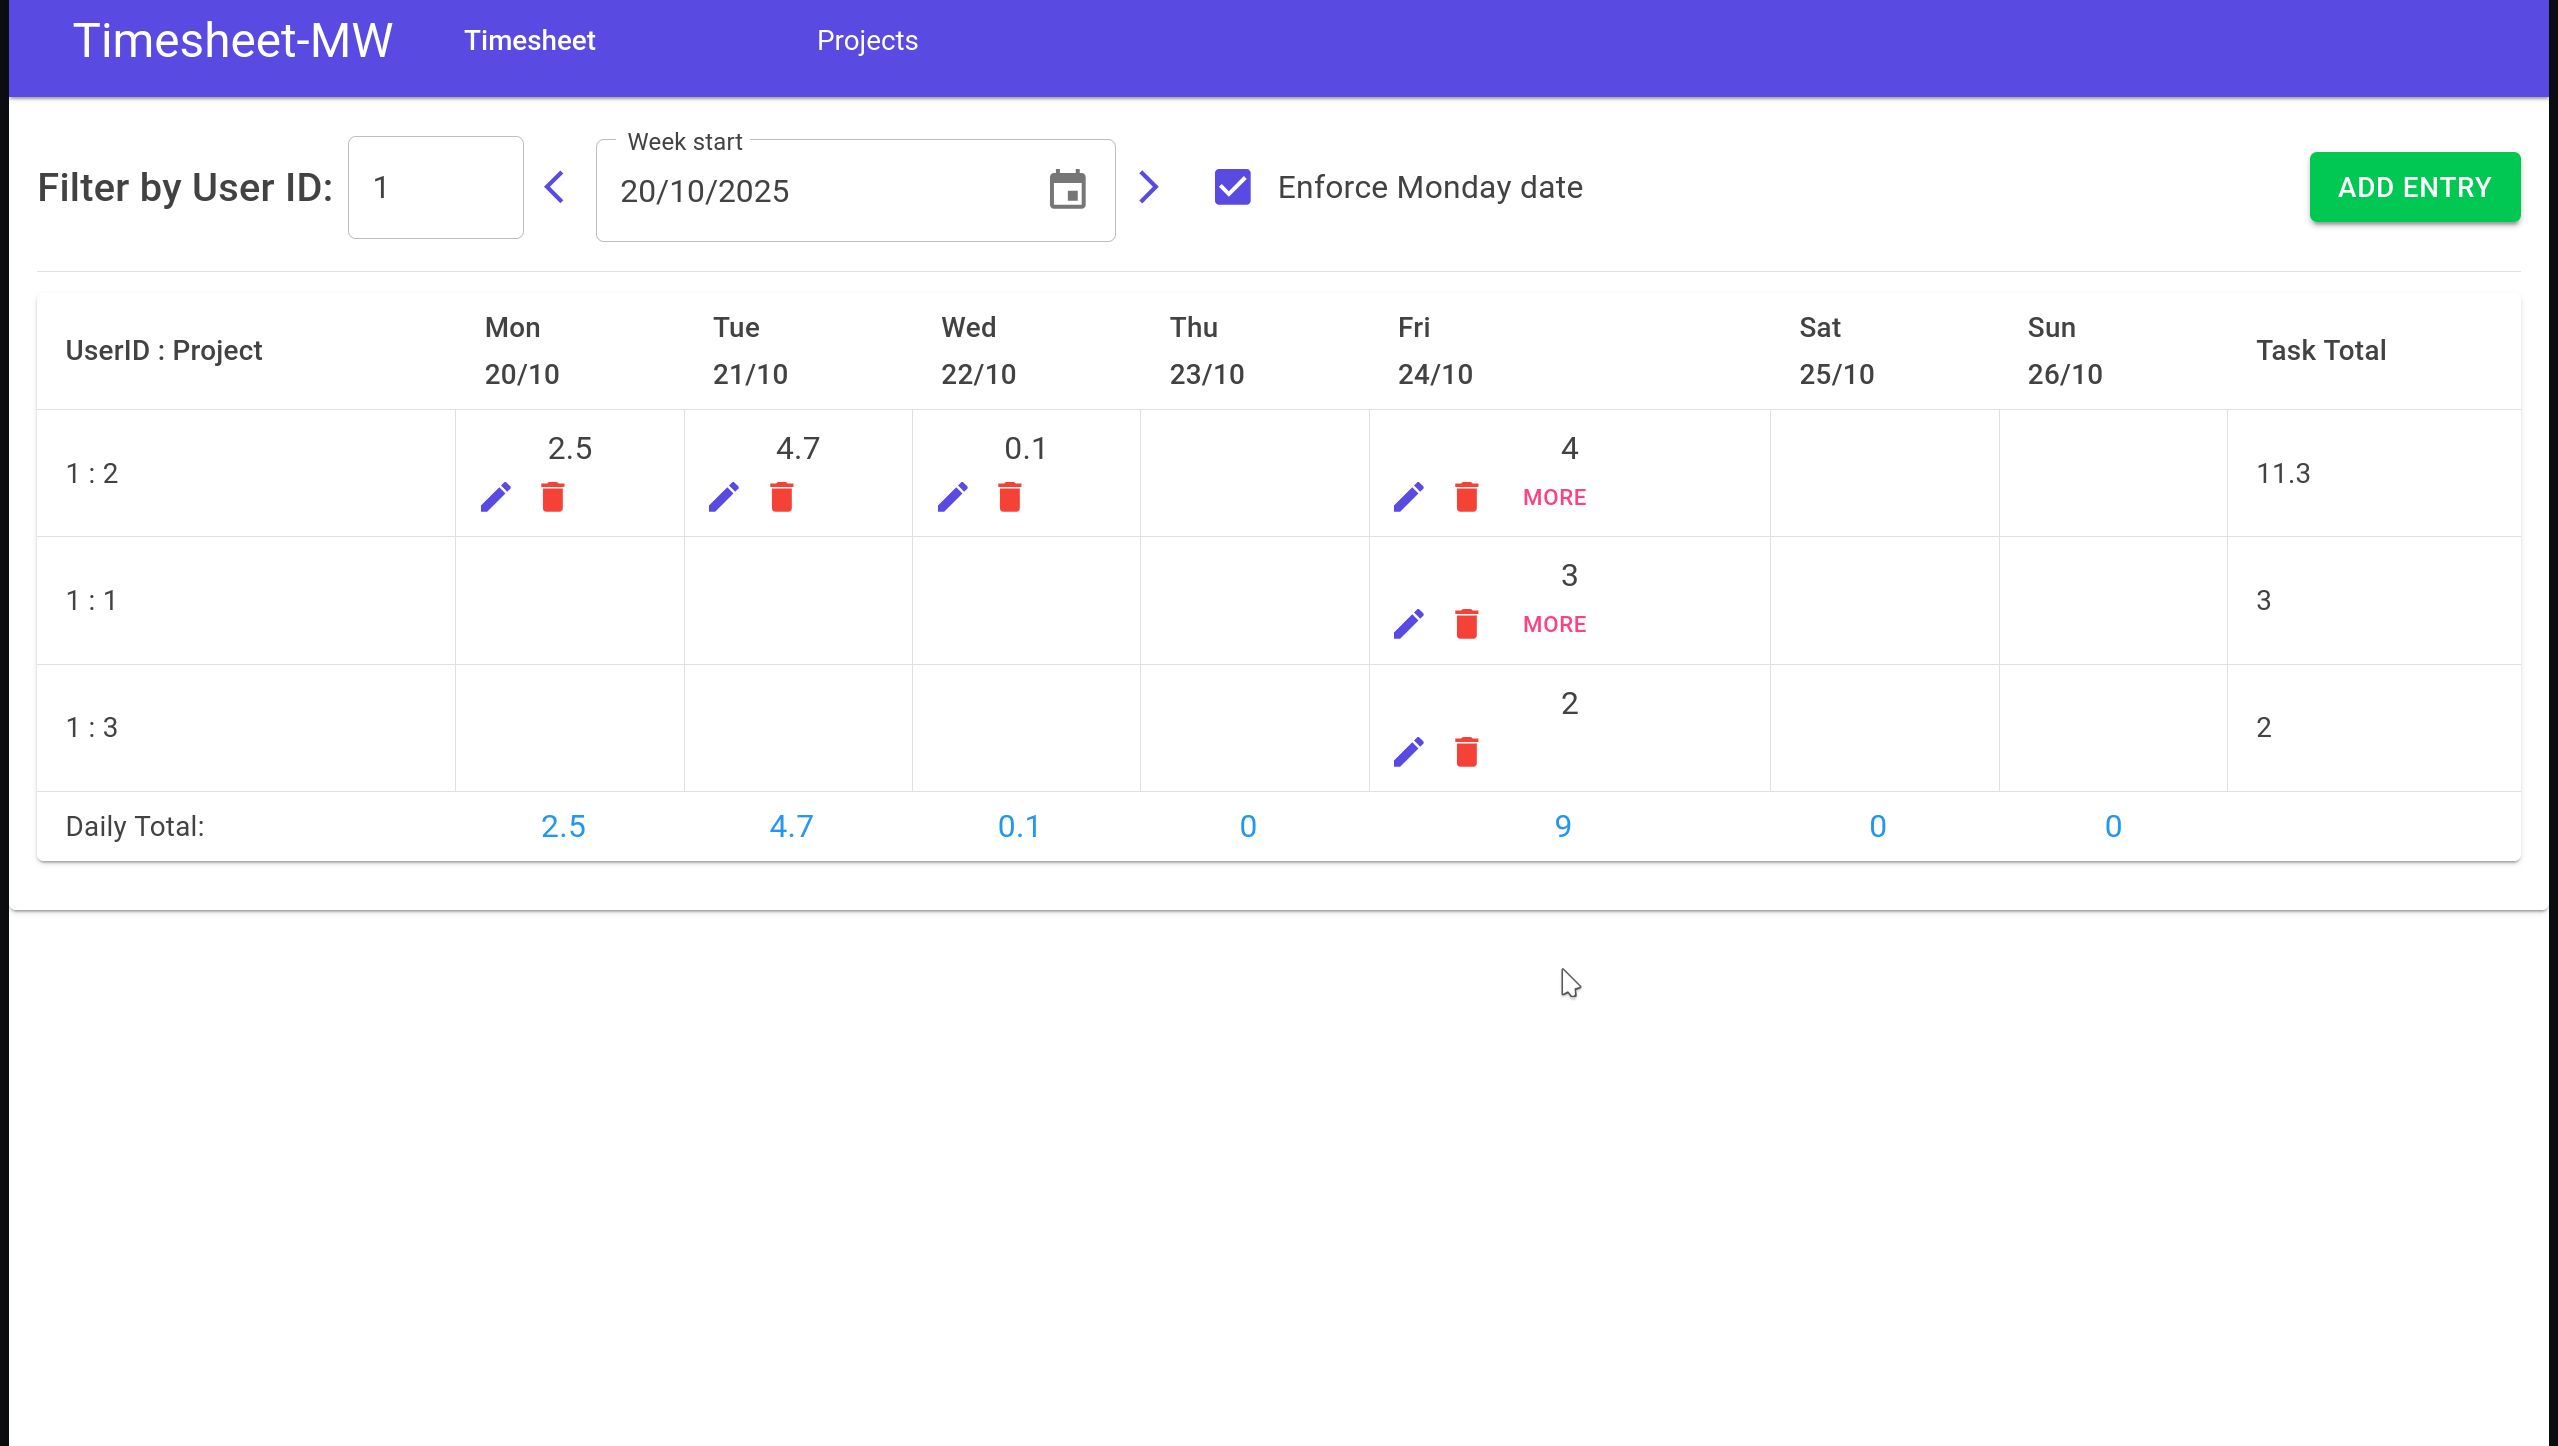 Timesheet-MW Timesheet Projects
Week start
Filter by User ID: 1 20/10/2025 Enforce Monday date ADD ENTRY
UserID : Project Mon 20/10 Tue 21/10 Wed 22/10 Thu 23/10 Fri 24/10 Sat 25/10 Sun 26/10 Task Total
1 : 2 2.5 4.7 0.1 4 MORE 11.3
1 : 1 3 MORE 3
1 : 3 2 2
Daily Total: 2.5 4.7 0.1 0 9 0 0